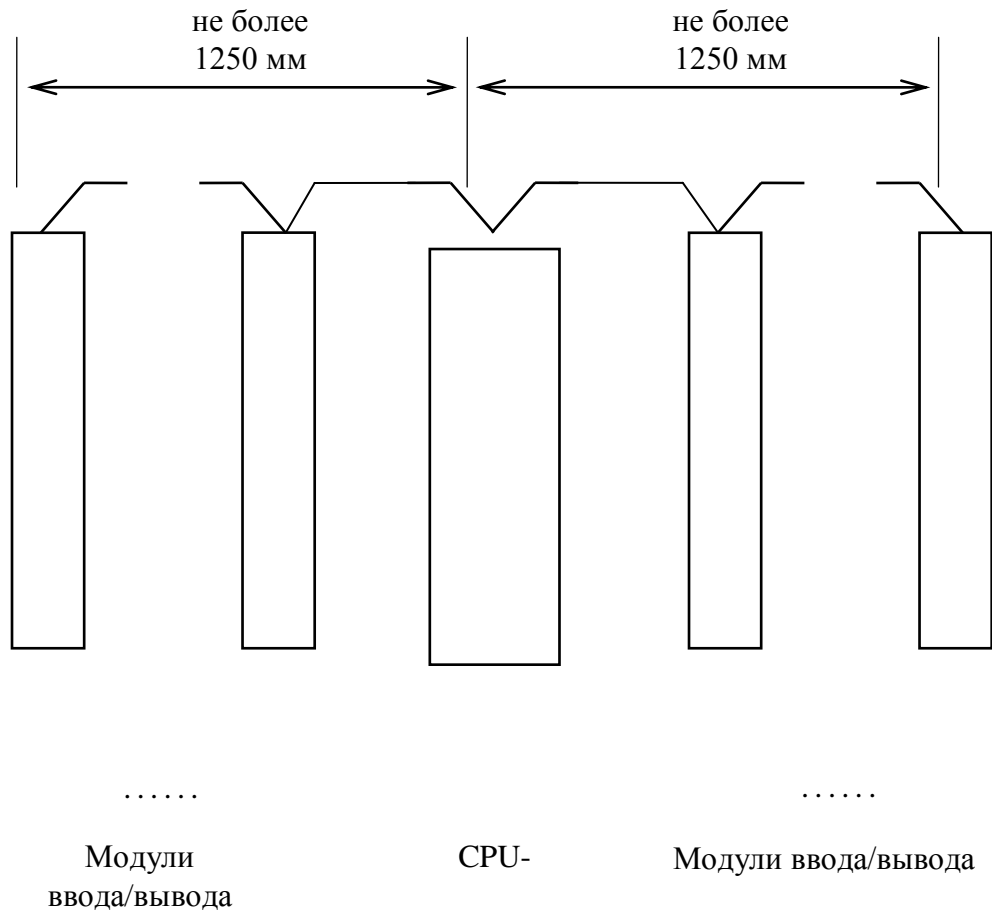 не более
1250 мм
не более
1250 мм
......
......
Модули
ввода/вывода
CPU-
Модули ввода/вывода